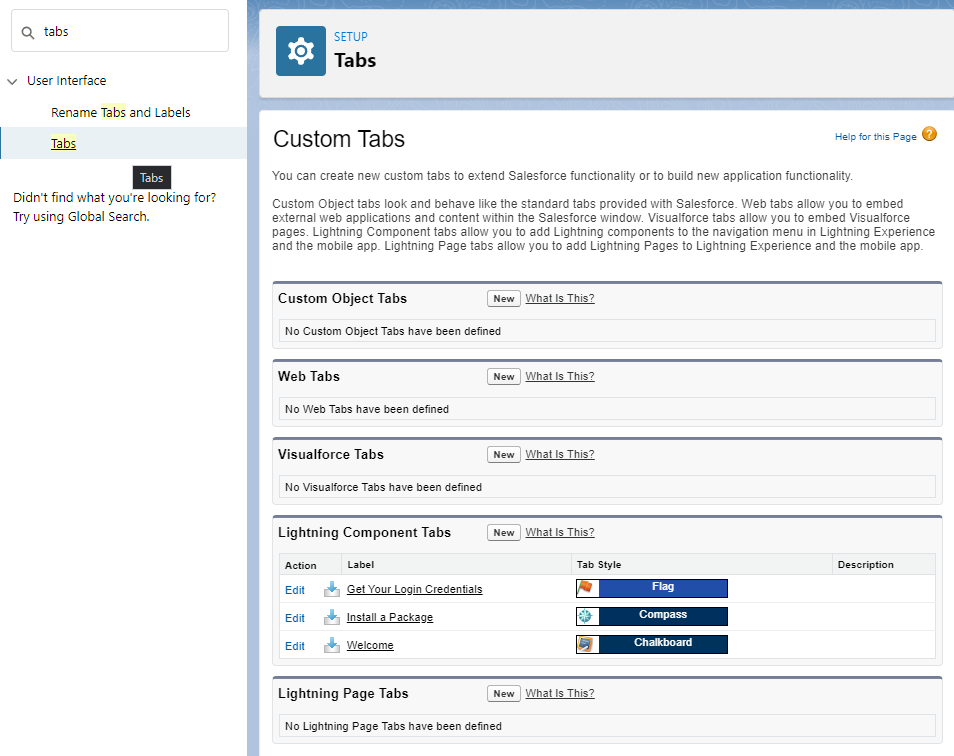 tabs
User Interface
Rename Tabs and Labels
Tabs
Tabs
Didn't find what you're looking for?
Try using Global Search.
SETUP
Tabs
Custom Tabs
Help for this Page ?
You can create new custom tabs to extend Salesforce functionality or to build new application functionality.
Custom Object tabs look and behave like the standard tabs provided with Salesforce. Web tabs allow you to embed
external web applications and content within the Salesforce window. Visualforce tabs allow you to embed Visualforce
pages. Lightning Component tabs allow you to add Lightning components to the navigation menu in Lightning Experience
and the mobile app. Lightning Page tabs allow you to add Lightning Pages to Lightning Experience and the mobile app.
Custom Object Tabs New What Is This?
No Custom Object Tabs have been defined
Web Tabs New What Is This?
No Web Tabs have been defined
Visualforce Tabs New What Is This?
No Visualforce Tabs have been defined
Lightning Component Tabs New What Is This?
Action Label Tab Style Description
Edit Get Your Login Credentials Flag
Edit Install a Package Compass
Edit Welcome Chalkboard
Lightning Page Tabs New What Is This?
No Lightning Page Tabs have been defined